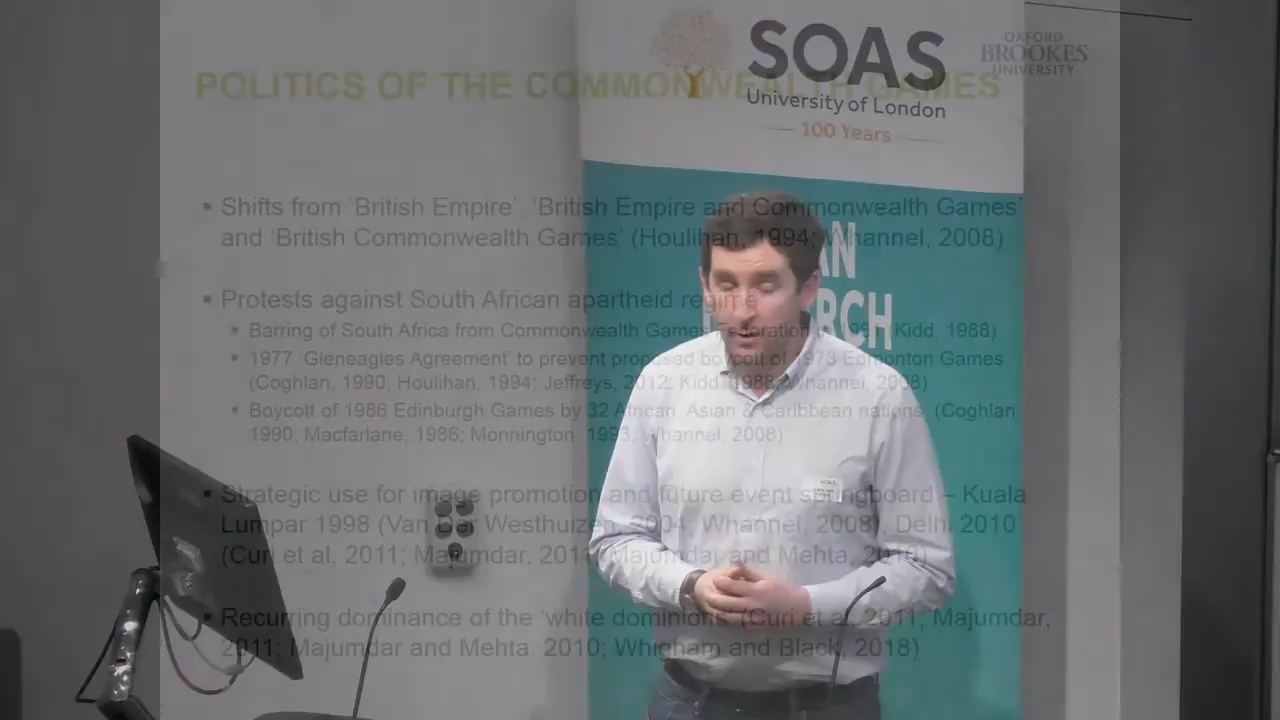 SOAS
University of London
100 Years
OXFORD
BROOKES
UNIVERSITY
POLITICS OF THE COMMONWEALTH GAMES
▪ Shifts from 'British Empire', 'British Empire and Commonwealth Games'
and 'British Commonwealth Games' (Houlihan, 1994; Whannel, 2008)
▪ Protests against South African apartheid regime
▪ Barring of South Africa from Commonwealth Games (Kidd, 1988)
▪ 1977 'Gleneagles Agreement' to prevent proposed boycott of 1978 Edmonton Games
(Coghlan, 1990; Houlihan, 1994; Jeffreys, 2012; Kidd, 1988; Whannel, 2008)
▪ Boycott of 1986 Edinburgh Games by 32 African, Asian & Caribbean nations (Coghlan
1990; Macfarlane, 1986; Monnington, 1993; Whannel, 2008)
▪ Strategic use for image promotion and future event springboard – Kuala
Lumpar 1998 (Van der Westhuizen, 2004; Whannel, 2008), Delhi 2010
(Curi et al, 2011; Majumdar, 2011; Majumdar and Mehta, 2010)
▪ Recurring dominance of the 'white dominions' (Curi et al, 2011; Majumdar,
2011; Majumdar and Mehta, 2010; Whigham and Black, 2018)
AN
RCH
SOAS